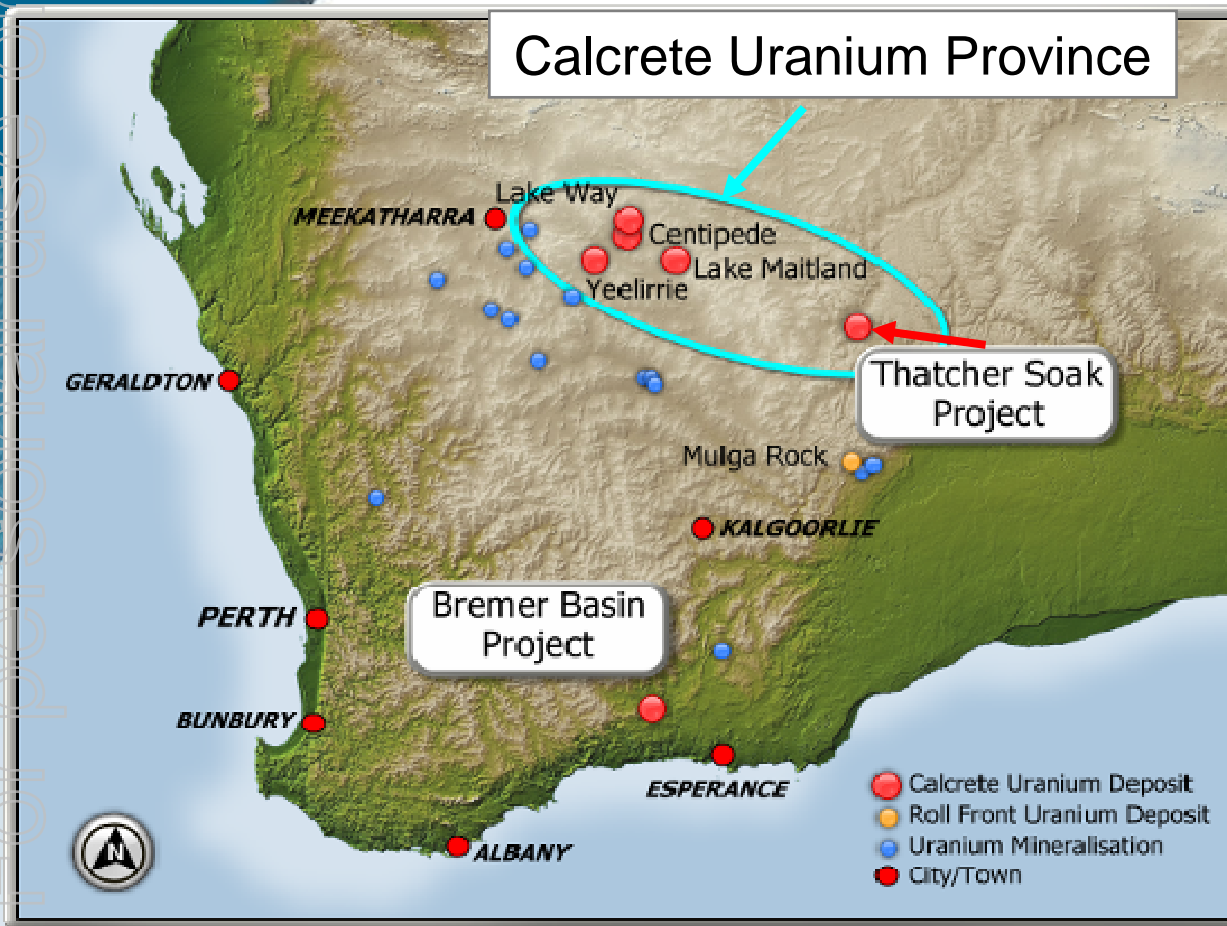 Calcrete Uranium Province
Lake Way
MEEKATHARRA
Centipede
Lake Maitland
Yeelirrie
GERALDTON
Thatcher Soak
Project
Mulga Rock
KALGOORLIE
Bremer Basin
Project
PERTH
BUNBURY
ESPERANCE
Calcrete Uranium Deposit
Roll Front Uranium Deposit
Uranium Mineralisation
City/Town
ALBANY
N